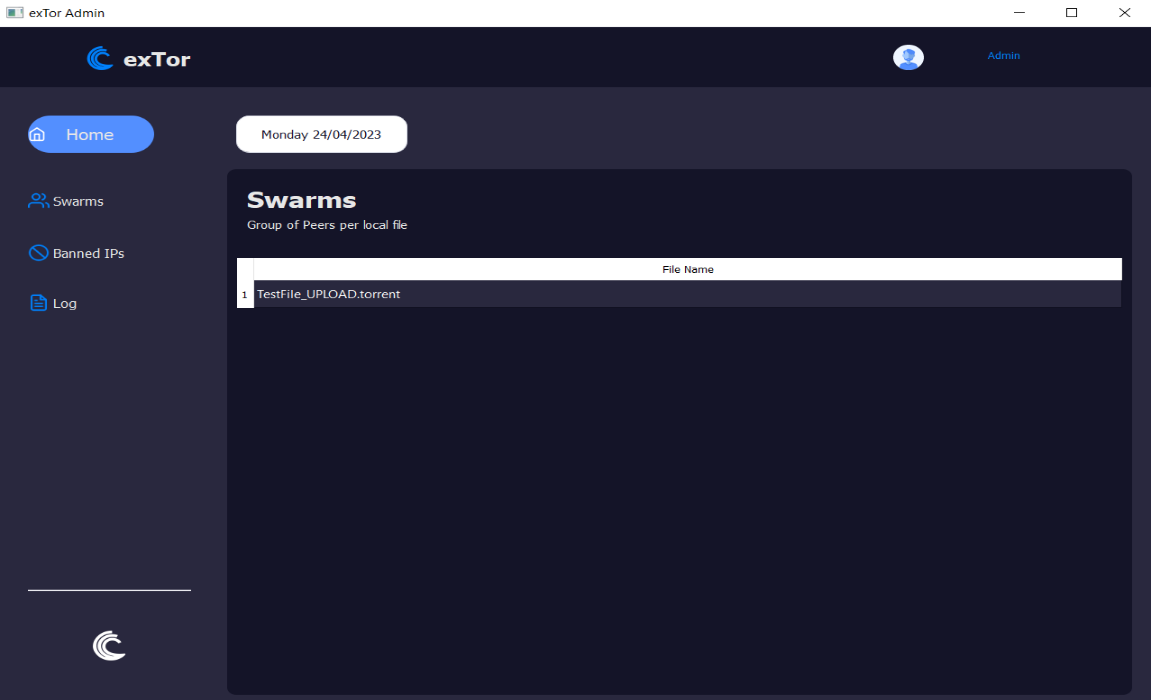 exTor Admin
exTor
Admin
Home
Monday 24/04/2023
Swarms
Banned IPs
Log
Swarms
Group of Peers per local file
File Name
1 TestFile_UPLOAD.torrent